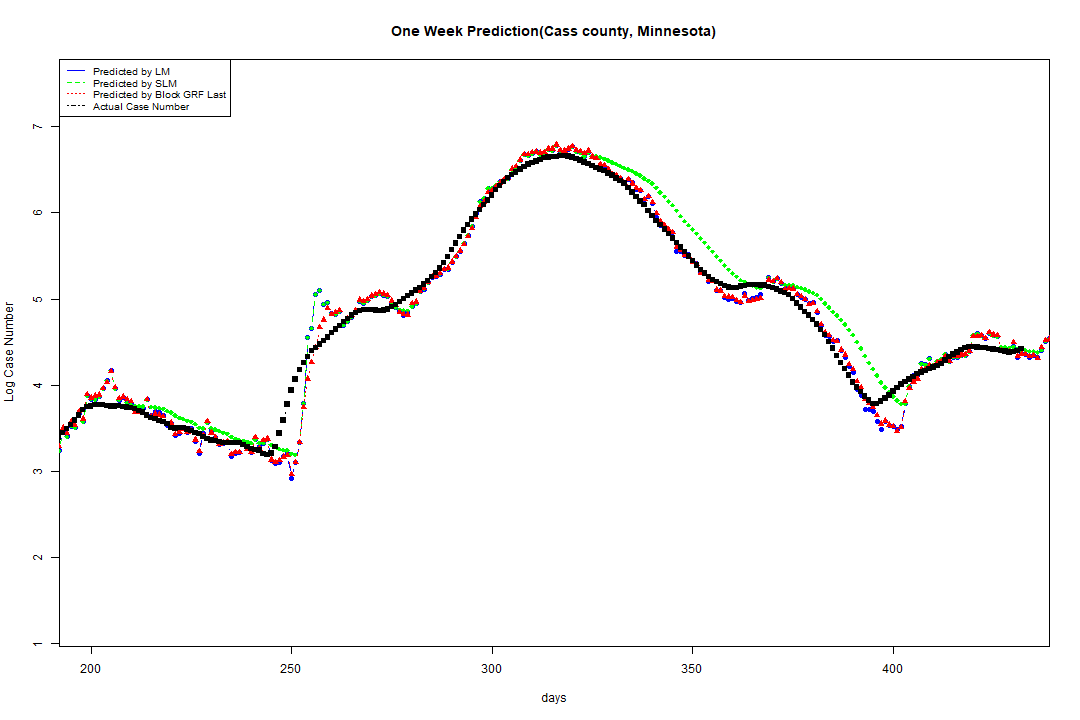 One Week Prediction(Cass county, Minnesota)
Predicted by LM
Predicted by SLM
Predicted by Block GRF Last
Actual Case Number
7
6
5
4
3
2
1
Log Case Number
200 250 300 350 400
days